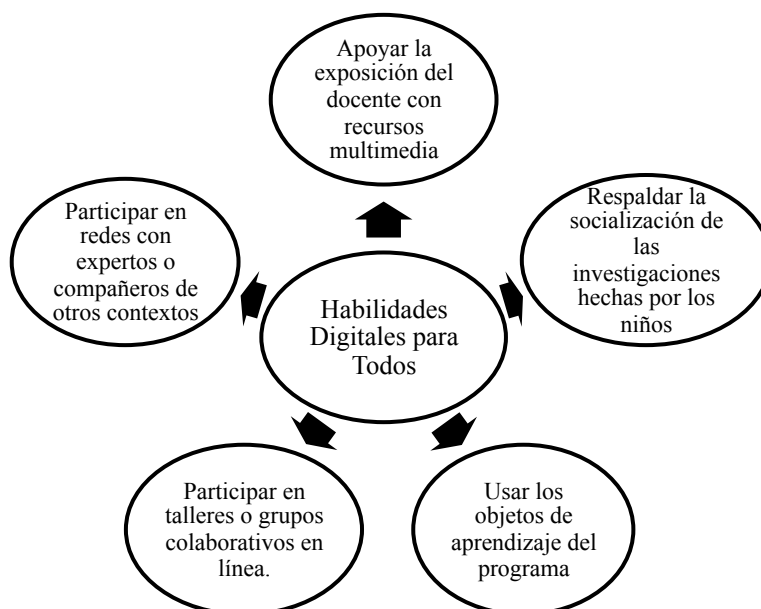 Apoyar la
exposición del
docente con
recursos
multimedia
Participar en
redes con
expertos o
compañeros de
otros contextos
Respaldar la
socialización de
las
investigaciones
hechas por los
niños
Habilidades
Digitales para
Todos
Participar en
talleres o grupos
colaborativos en
línea.
Usar los
objetos de
aprendizaje del
programa